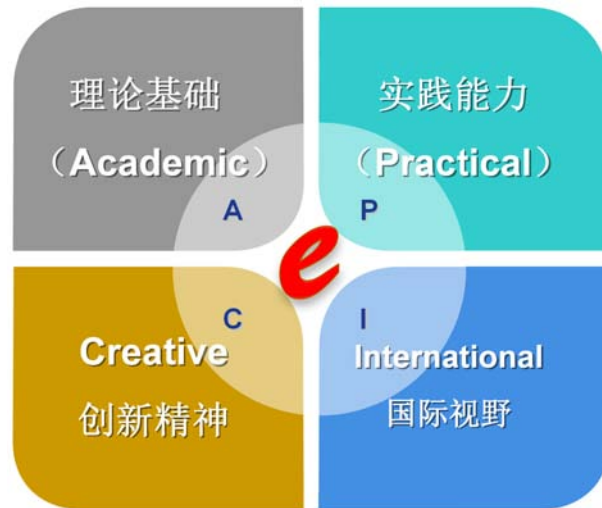 理论基础
（Academic）
A
实践能力
（Practical）
P
e
C
Creative
创新精神
I
International
国际视野